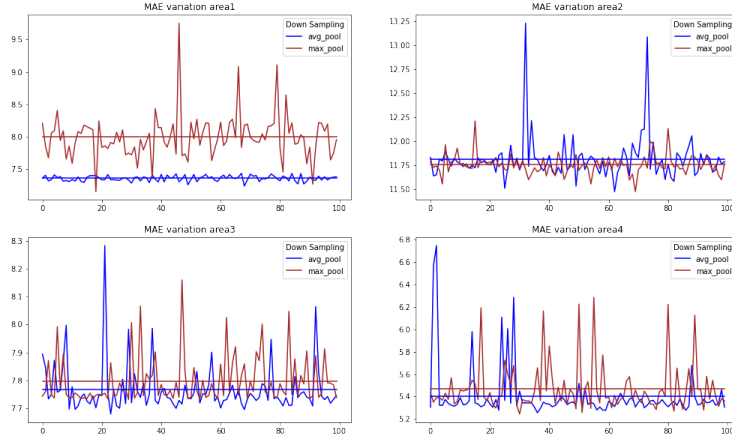 MAE variation area1
Down Sampling
avg_pool
max_pool
9.5
9.0
8.5
8.0
7.5
0 20 40 60 80 100
MAE variation area2
Down Sampling
avg_pool
max_pool
13.25
13.00
12.75
12.50
12.25
12.00
11.75
11.50
0 20 40 60 80 100
MAE variation area3
Down Sampling
avg_pool
max_pool
8.3
8.2
8.1
8.0
7.9
7.8
7.7
0 20 40 60 80 100
MAE variation area4
Down Sampling
avg_pool
max_pool
6.8
6.6
6.4
6.2
6.0
5.8
5.6
5.4
5.2
0 20 40 60 80 100